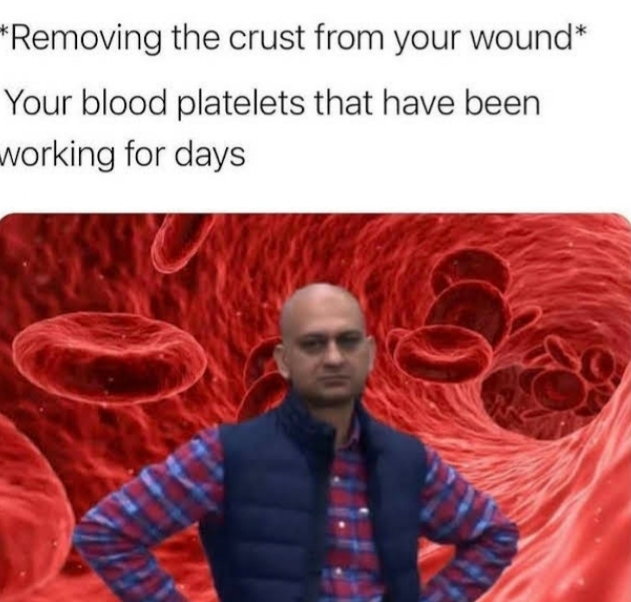 *Removing the crust from your wound*
Your blood platelets that have been
working for days